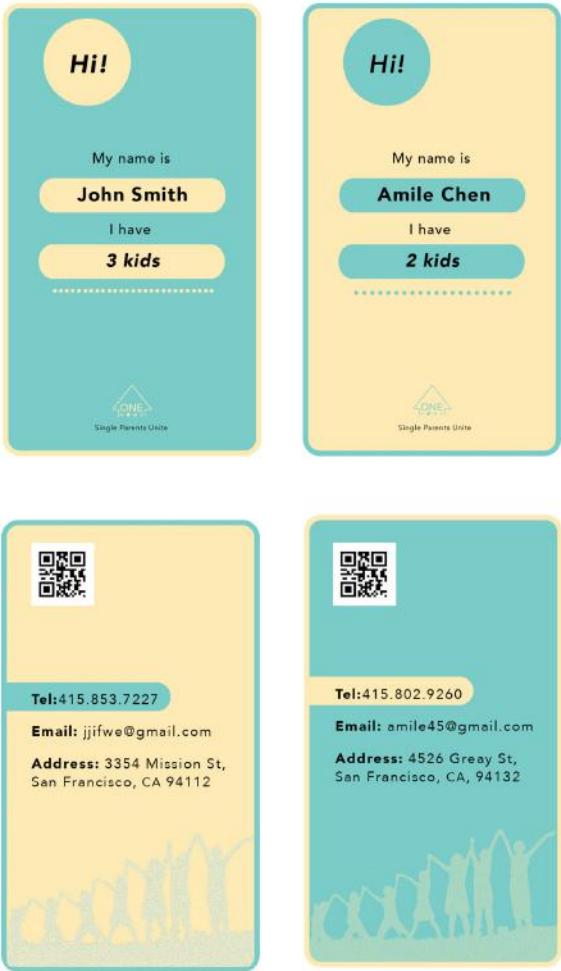 Hi!
My name is
John Smith
I have
3 kids
ONE
Single Parents Unite
Hi!
My name is
Amile Chen
I have
2 kids
ONE
Single Parents Unite
Tel:415.853.7227
Email: jjifwe@gmail.com
Address: 3354 Mission St,
San Francisco, CA 94112
Tel:415.802.9260
Email: amile45@gmail.com
Address: 4526 Greay St,
San Francisco, CA, 94132